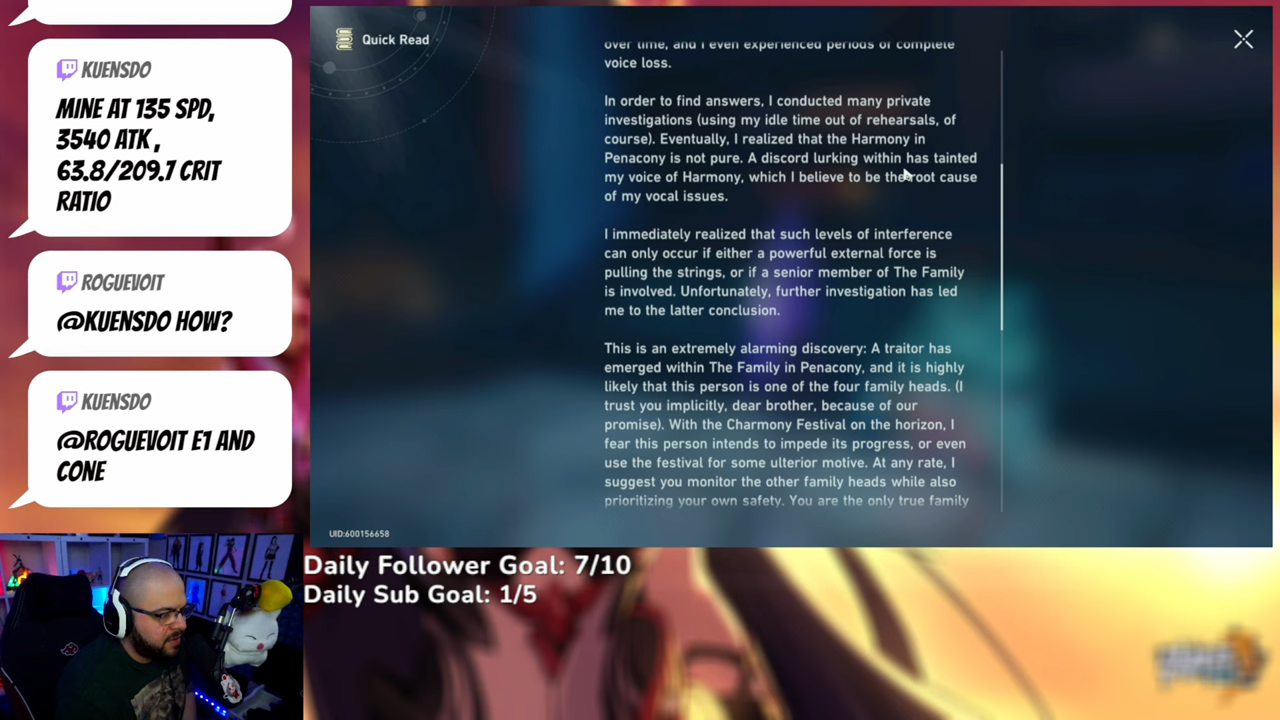 KUENSDO
MINE AT 135 SPD,
3540 ATK ,
63.8/209.7 CRIT
RATIO
ROGUEVOIT
@KUENSDO HOW?
KUENSDO
@ROGUEVOIT E1 AND
CONE
Quick Read
over time, and I even experienced periods of complete
voice loss.
In order to find answers, I conducted many private
investigations (using my idle time out of rehearsals, of
course). Eventually, I realized that the Harmony in
Penacony is not pure. A discord lurking within has tainted
my voice of Harmony, which I believe to be the root cause
of my vocal issues.
I immediately realized that such levels of interference
can only occur if either a powerful external force is
pulling the strings, or if a senior member of The Family
is involved. Unfortunately, further investigation has led
me to the latter conclusion.
This is an extremely alarming discovery: A traitor has
emerged within The Family in Penacony, and it is highly
likely that this person is one of the four family heads. (I
trust you implicitly, dear brother, because of our
promise). With the Charmony Festival on the horizon, I
fear this person intends to impede its progress, or even
use the festival for some ulterior motive. At any rate, I
suggest you monitor the other family heads while also
prioritizing your own safety. You are the only true family
UID:600156658
Daily Follower Goal: 7/10
Daily Sub Goal: 1/5